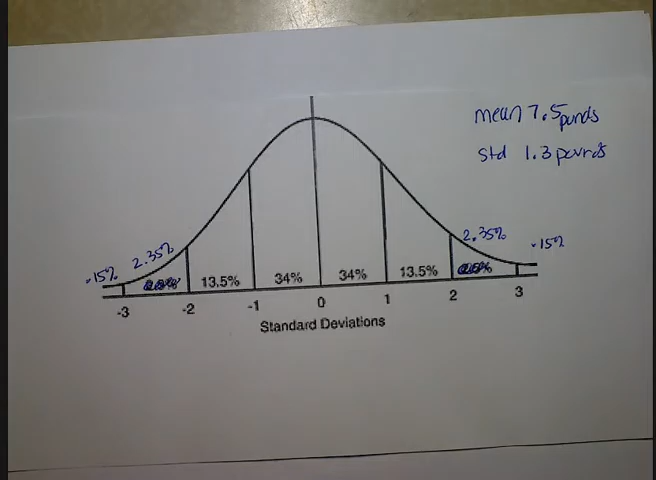 mean 7.5 pounds
std 1.3 pounds
2.35%
2.35%
.15%
.15%
13.5% 34% 34% 13.5%
-3 -2 -1 0 1 2 3
Standard Deviations